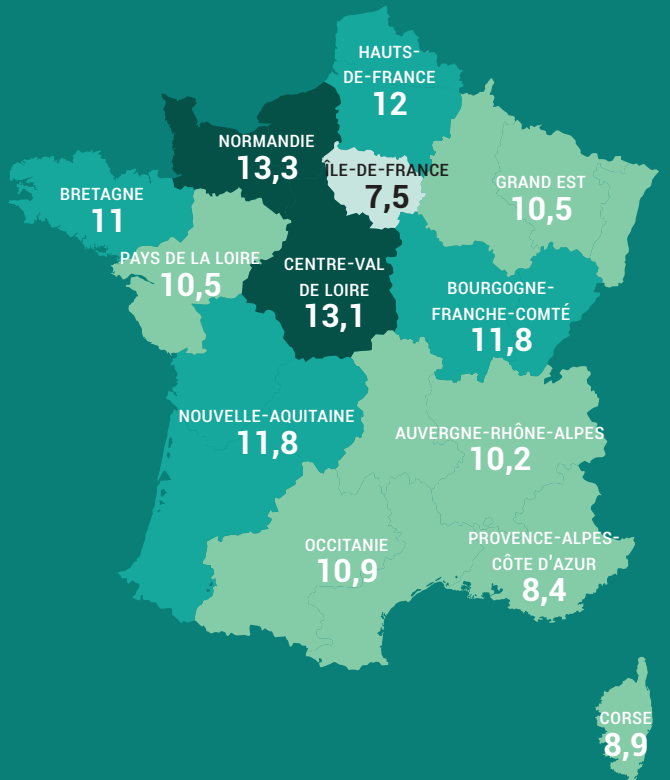 HAUTS-
DE-FRANCE
12
NORMANDIE
13,3
ÎLE-DE-FRANCE
7,5
GRAND EST
10,5
BRETAGNE
11
PAYS DE LA LOIRE
10,5
CENTRE-VAL
DE LOIRE
13,1
BOURGOGNE-
FRANCHE-COMTÉ
11,8
NOUVELLE-AQUITAINE
11,8
AUVERGNE-RHÔNE-ALPES
10,2
OCCITANIE
10,9
PROVENCE-ALPES-
CÔTE D'AZUR
8,4
CORSE
8,9